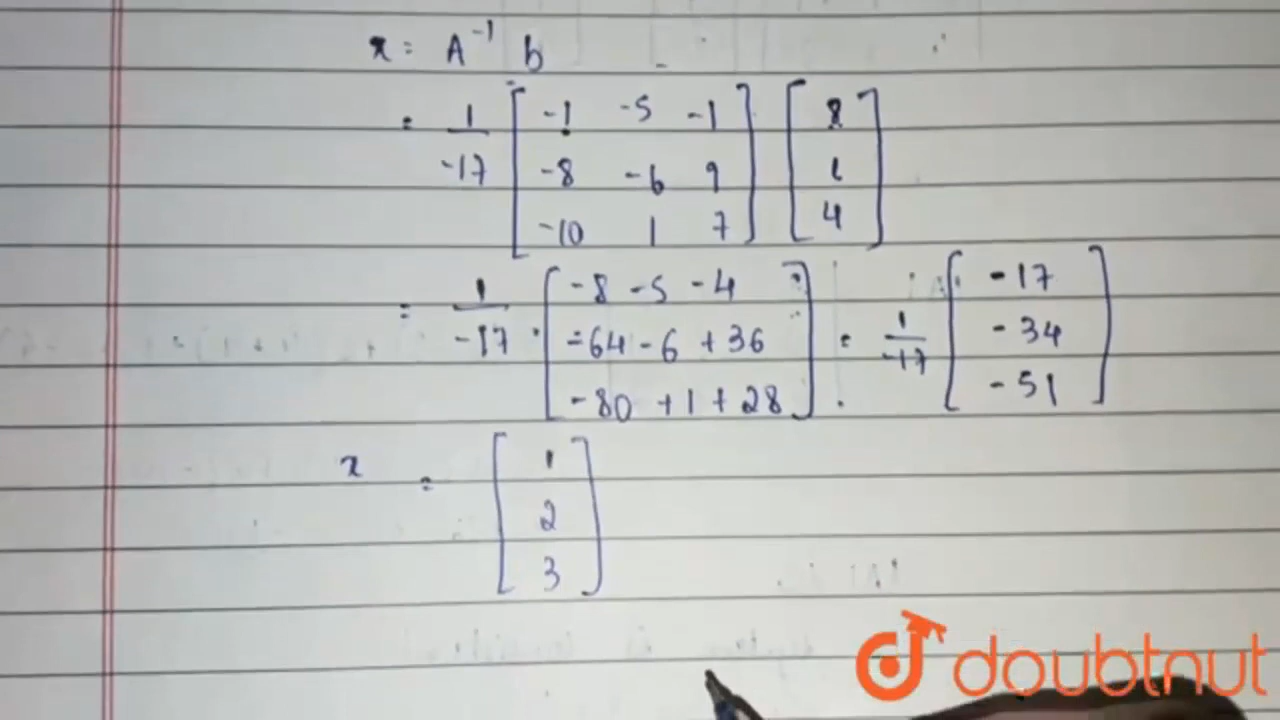 x = A⁻¹ b
= 1/-17 [ -1 -5 -1 ; -8 -6 9 ; -10 1 7 ] [ 8 ; 1 ; 4 ]
= 1/-17 [ -8 -5 -4 ; -64 -6 +36 ; -80 +1 +28 ] = 1/-17 [ -17 ; -34 ; -51 ]
x = [ 1 ; 2 ; 3 ]
doubtnut